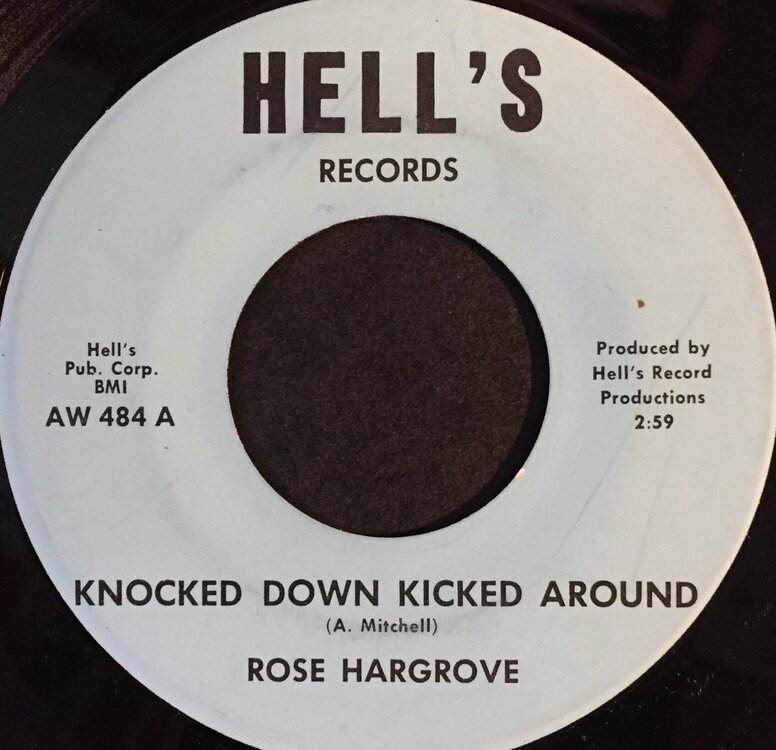 HELL'S
RECORDS
Hell's
Pub. Corp.
BMI
AW 484 A
Produced by
Hell's Record
Productions
2:59
KNOCKED DOWN KICKED AROUND
(A. Mitchell)
ROSE HARGROVE